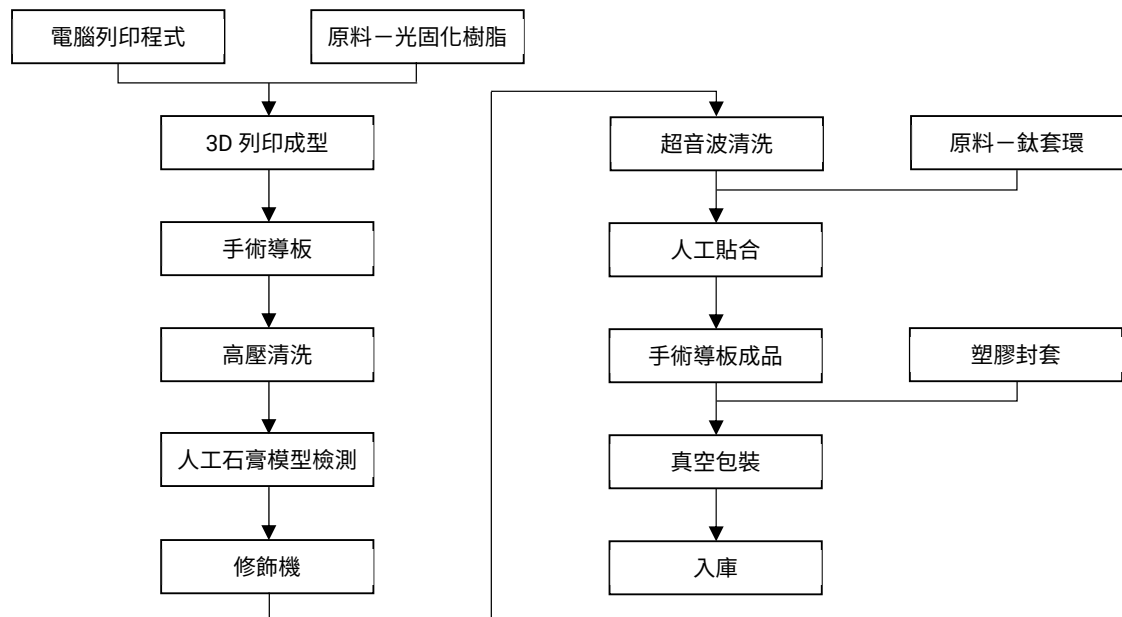 電腦列印程式
原料－光固化樹脂
3D 列印成型
手術導板
高壓清洗
人工石膏模型檢測
修飾機
超音波清洗
原料－鈦套環
人工貼合
手術導板成品
塑膠封套
真空包裝
入庫